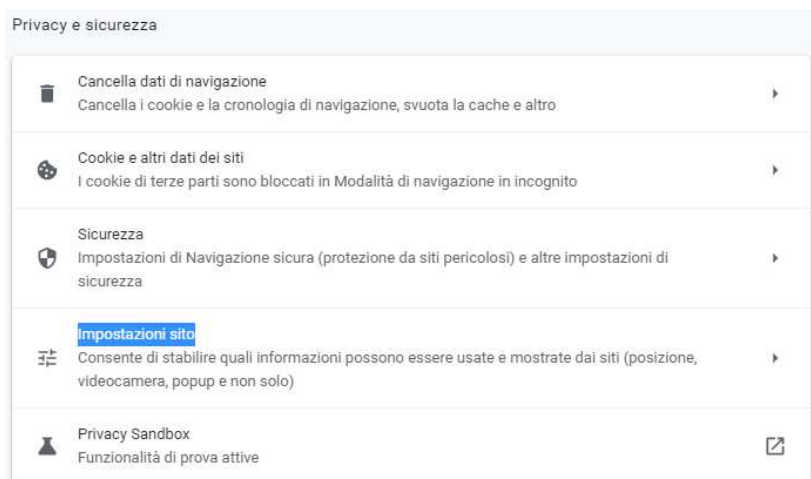 Privacy e sicurezza
Cancella dati di navigazione
Cancella i cookie e la cronologia di navigazione, svuota la cache e altro
Cookie e altri dati dei siti
I cookie di terze parti sono bloccati in Modalità di navigazione in incognito
Sicurezza
Impostazioni di Navigazione sicura (protezione da siti pericolosi) e altre impostazioni di
sicurezza
Impostazioni sito
Consente di stabilire quali informazioni possono essere usate e mostrate dai siti (posizione,
videocamera, popup e non solo)
Privacy Sandbox
Funzionalità di prova attive